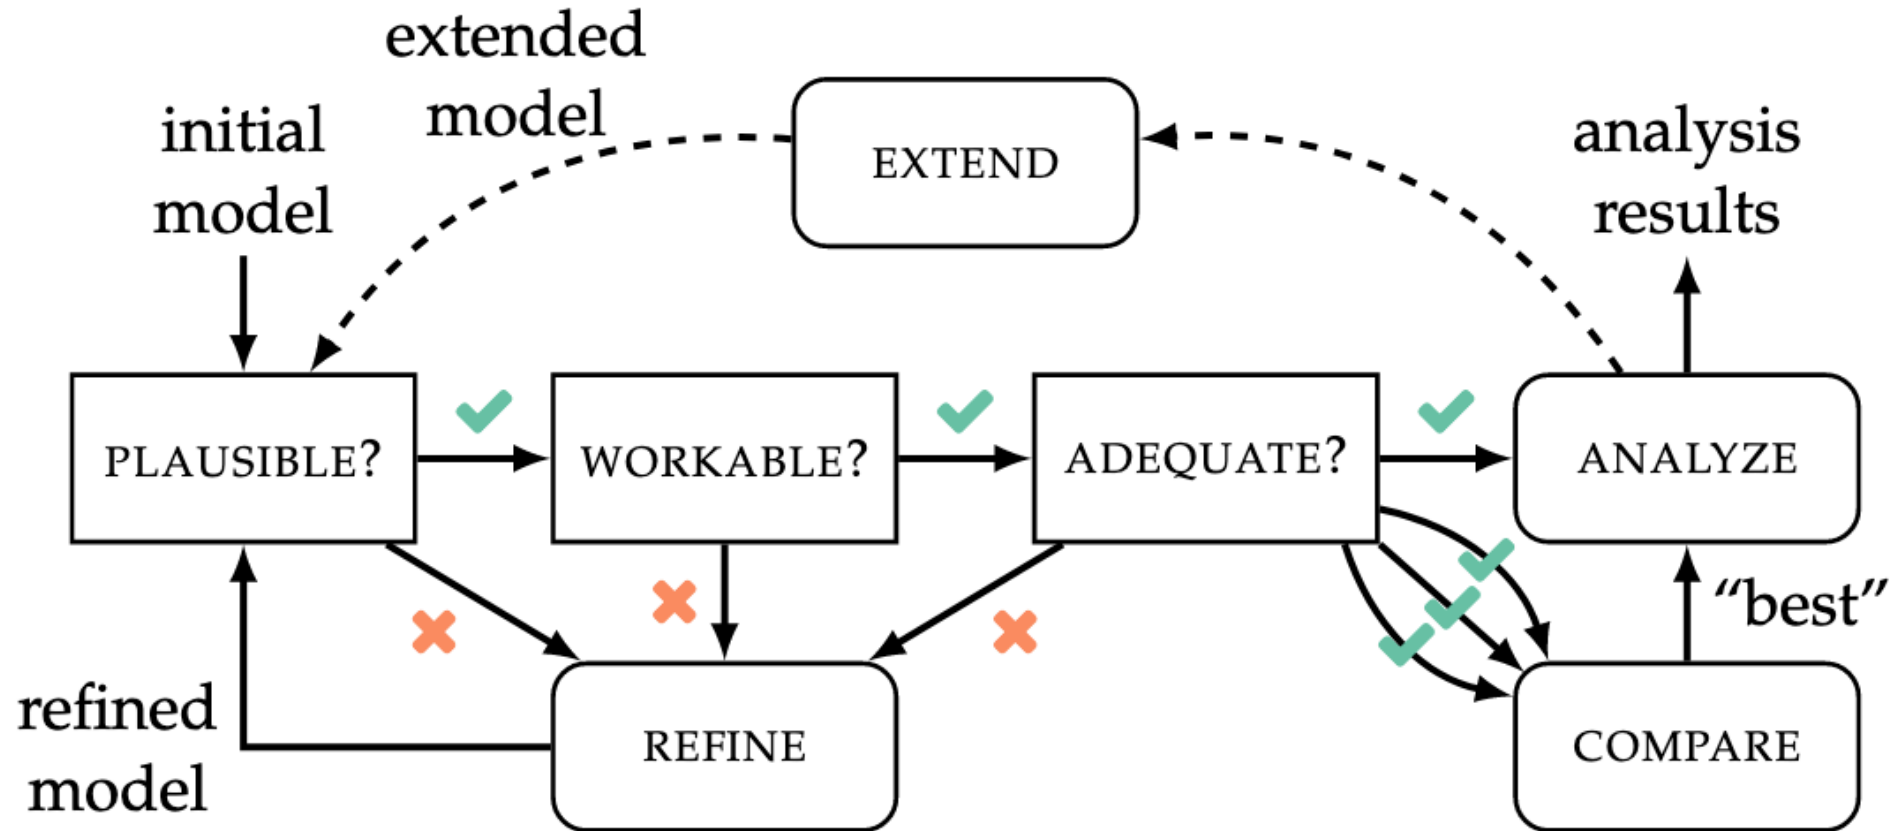 extended
model
initial
model
EXTEND
analysis
results
PLAUSIBLE?
WORKABLE?
ADEQUATE?
ANALYZE
"best"
refined
model
REFINE
COMPARE